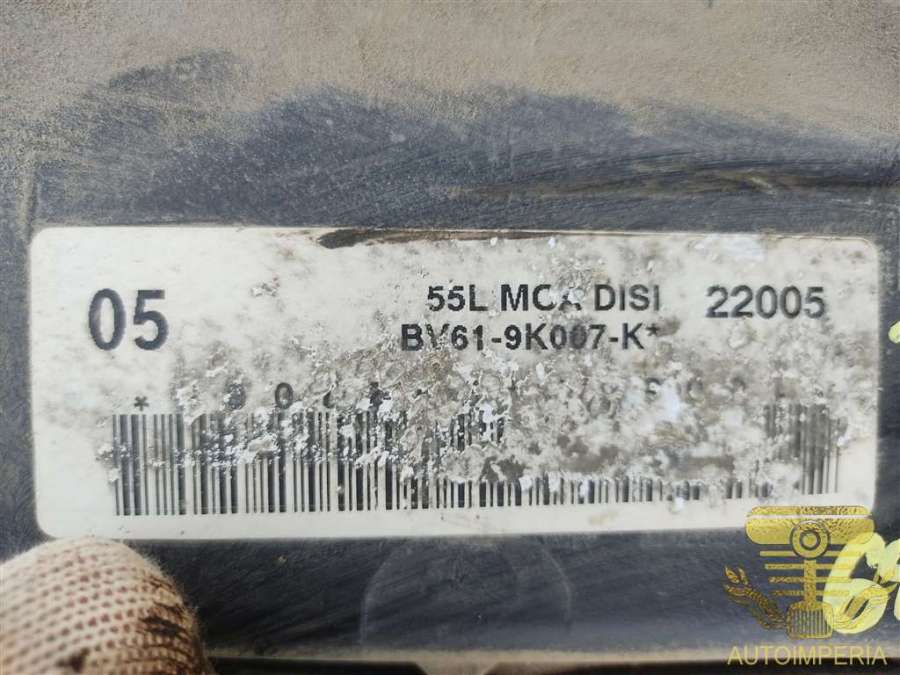 05
55L MCA DISI
22005
BV61-9K007-K*
AUTOIMPERIA